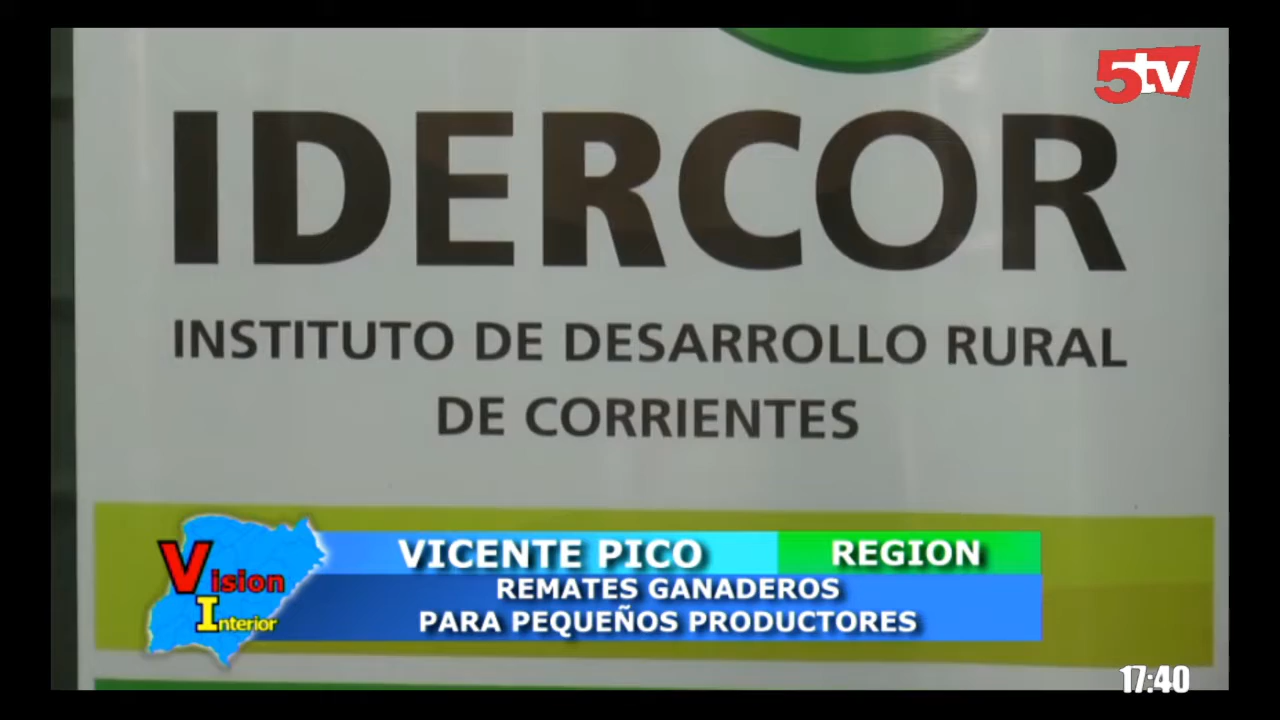 5tv
IDERCOR
INSTITUTO DE DESARROLLO RURAL
DE CORRIENTES
VICENTE PICO
REGION
REMATES GANADEROS
PARA PEQUEÑOS PRODUCTORES
Vision
Interior
17:40